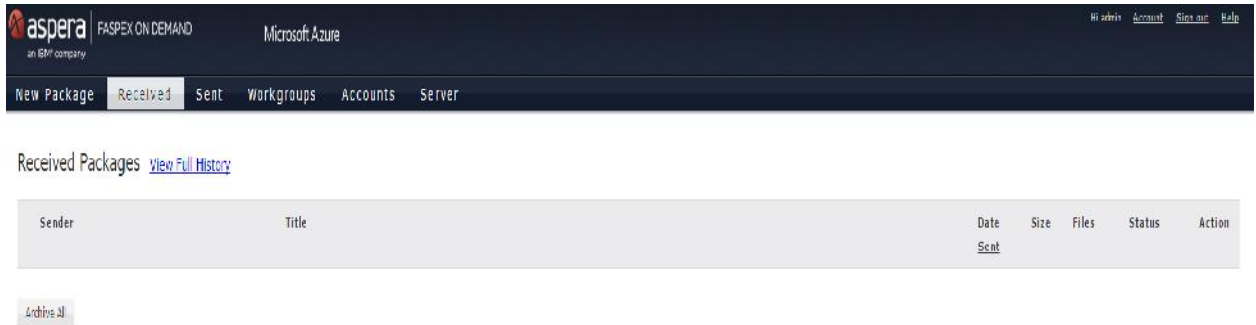 aspera FASPEX ON DEMAND Microsoft Azure Hi admin Account Sign out Help
an IBM® company
New Package Received Sent Workgroups Accounts Server
Received Packages View Full History
Sender Title Date Size Files Status Action
Sent
Archive All